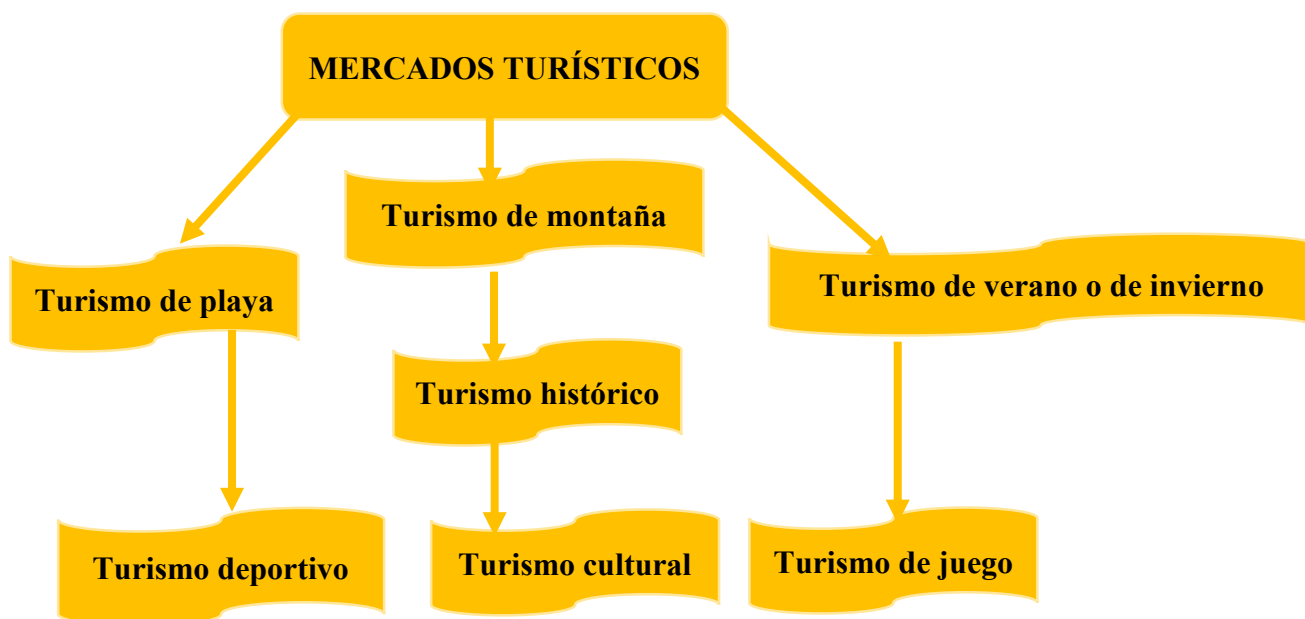 MERCADOS TURÍSTICOS
Turismo de montaña
Turismo de playa
Turismo de verano o de invierno
Turismo histórico
Turismo deportivo
Turismo cultural
Turismo de juego